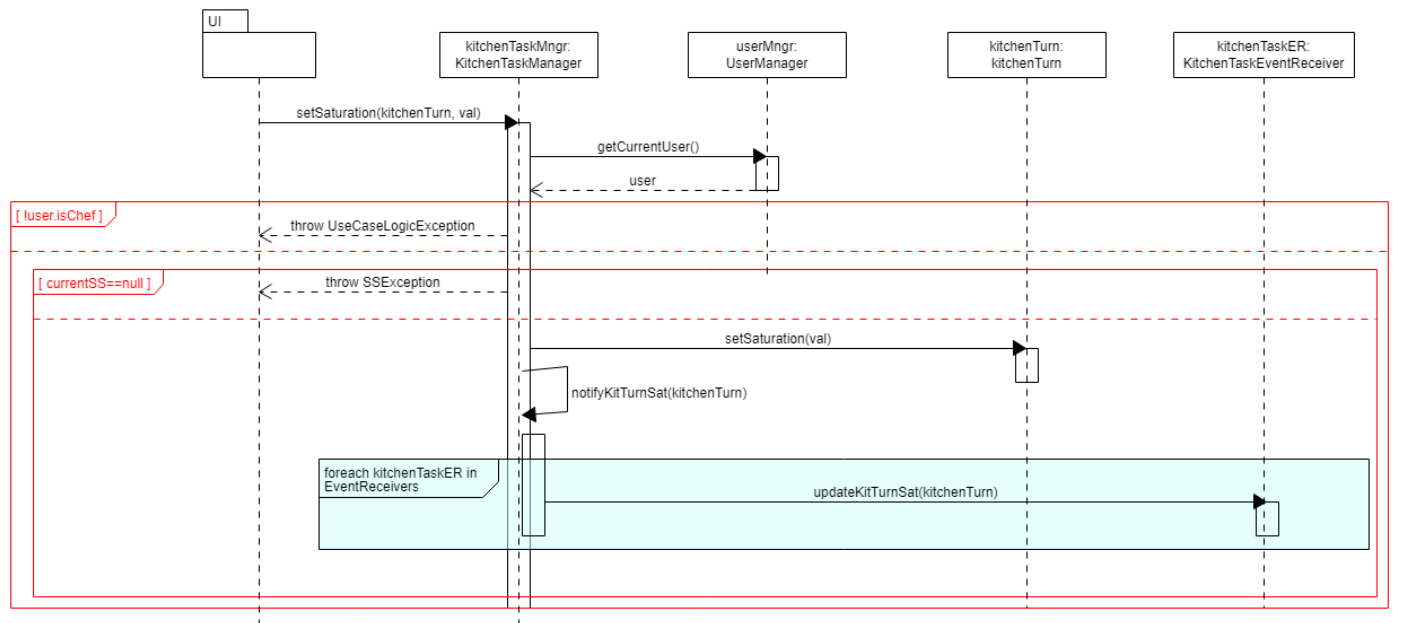 UI
kitchenTaskMngr:
KitchenTaskManager
userMngr:
UserManager
kitchenTurn:
kitchenTurn
kitchenTaskER:
KitchenTaskEventReceiver
setSaturation(kitchenTurn, val)
getCurrentUser()
user
[ !user.isChef ]
throw UseCaseLogicException
[ currentSS==null ]
throw SSException
setSaturation(val)
notifyKitTurnSat(kitchenTurn)
foreach kitchenTaskER in
EventReceivers
updateKitTurnSat(kitchenTurn)